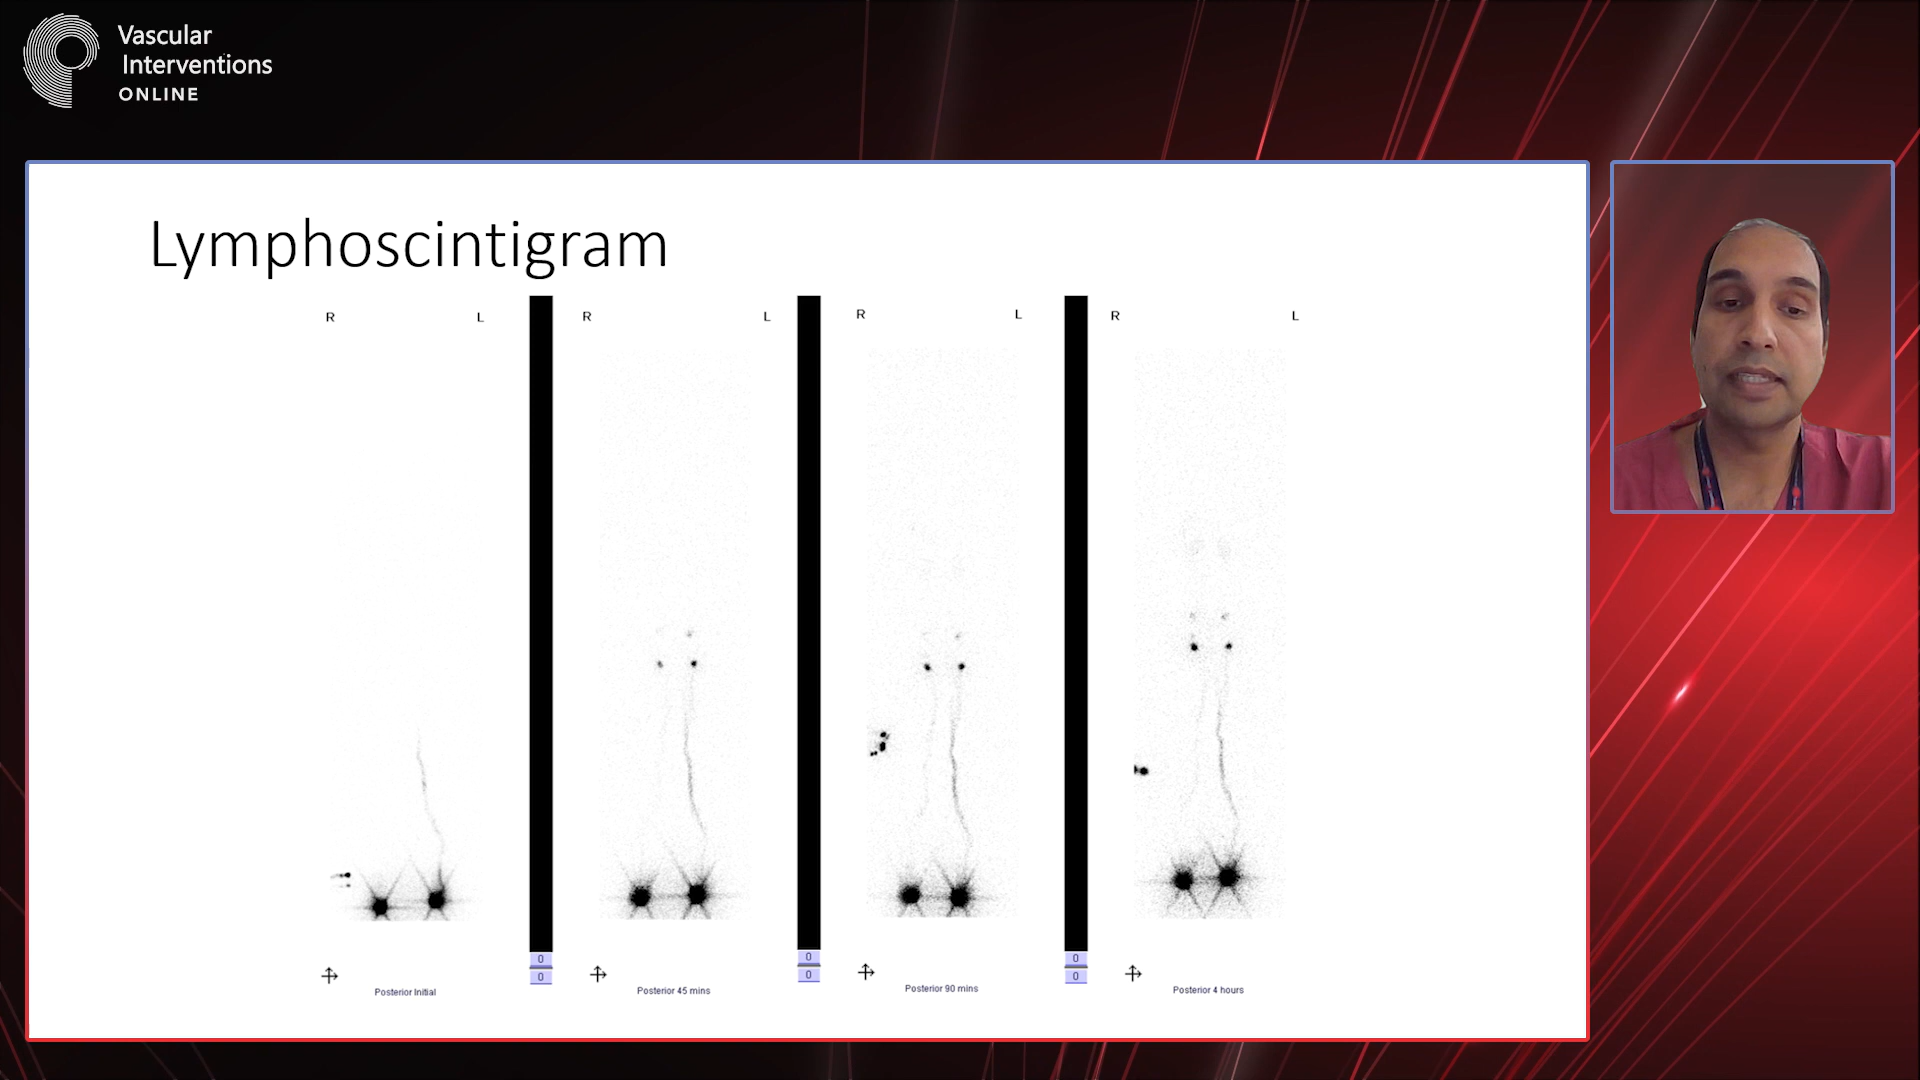 Vascular
Interventions
ONLINE
Lymphoscintigram
R L R L R L R L
0 0 0
0 0 0
Posterior Initial Posterior 45 mins Posterior 90 mins Posterior 4 hours